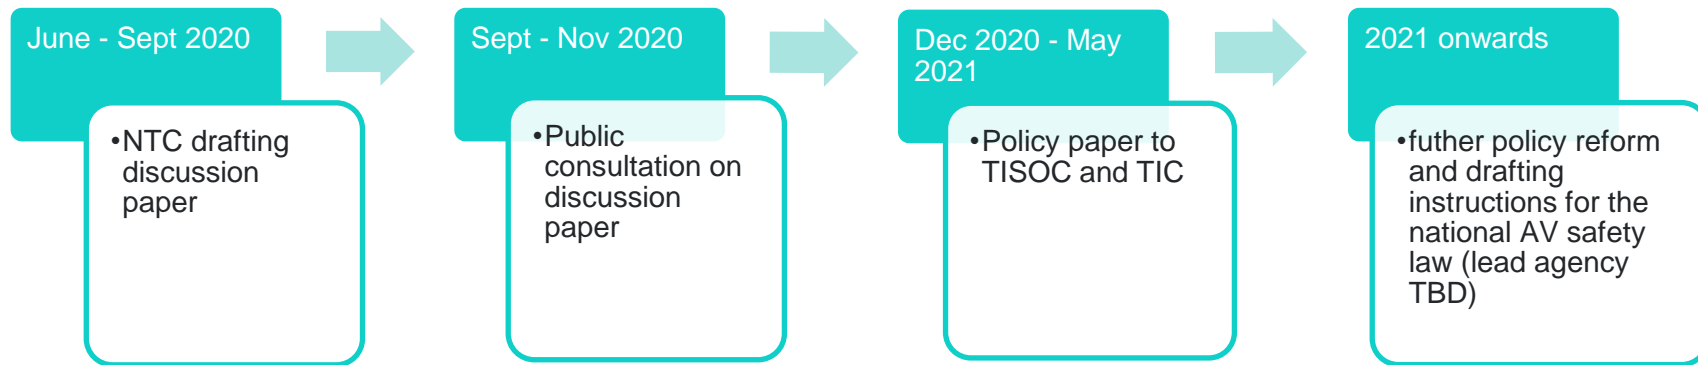 June - Sept 2020
•NTC drafting
discussion
paper
Sept - Nov 2020
•Public
consultation on
discussion
paper
Dec 2020 - May
2021
•Policy paper to
TISOC and TIC
2021 onwards
•futher policy reform
and drafting
instructions for the
national AV safety
law (lead agency
TBD)